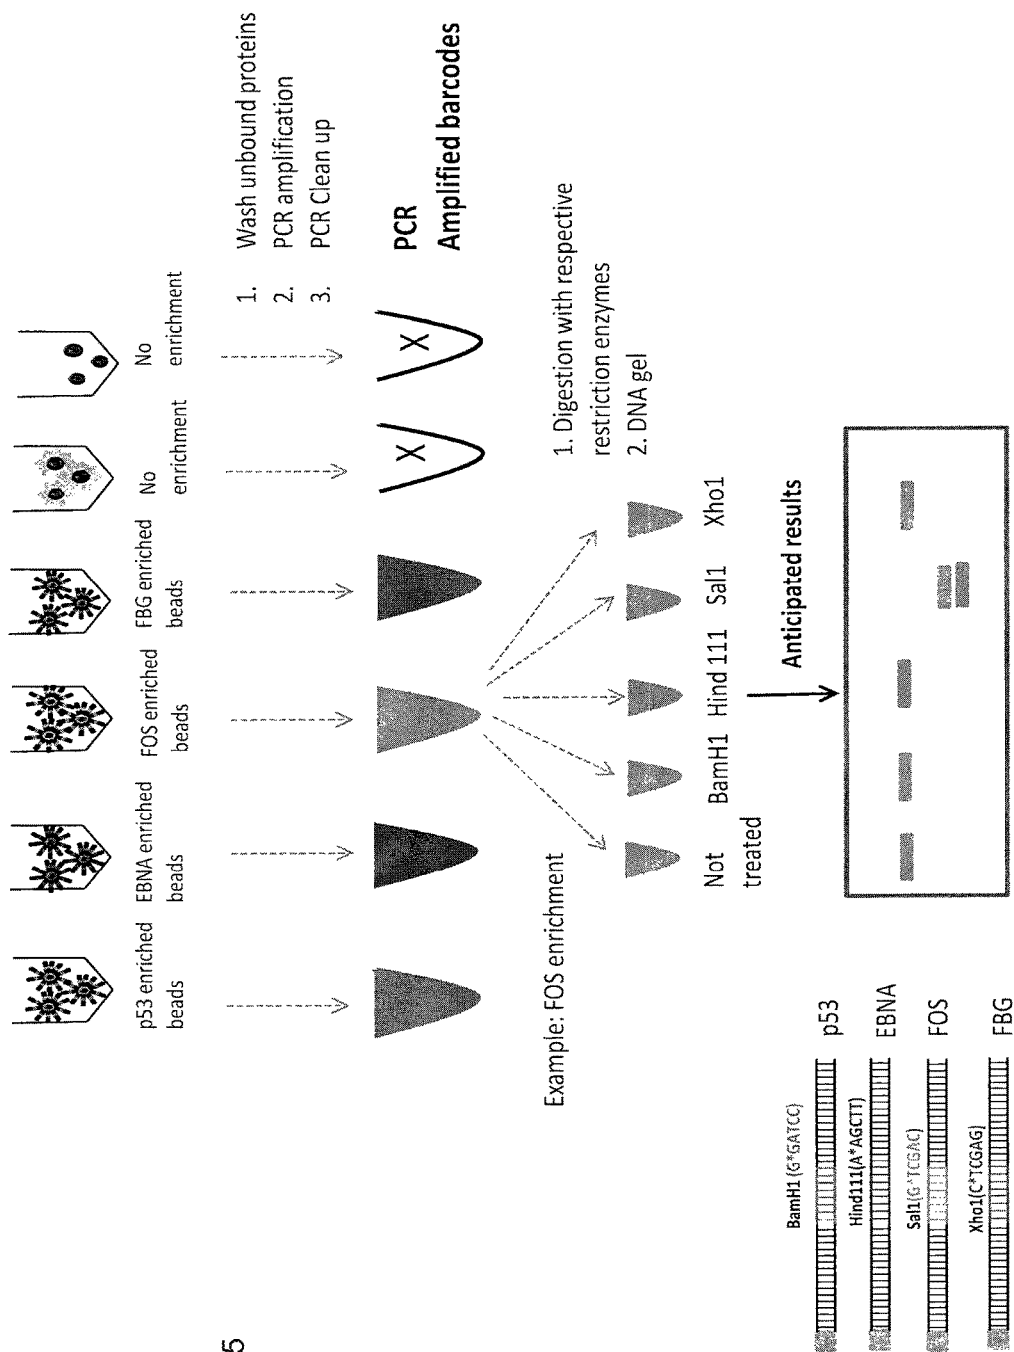 p53 enriched
beads
EBNA enriched
beads
FOS enriched
beads
FBG enriched
beads
No
enrichment
No
enrichment
1. Wash unbound proteins
2. PCR amplification
3. PCR Clean up
PCR
Amplified barcodes
X
X
Example: FOS enrichment
1. Digestion with respective
restriction enzymes
2. DNA gel
Not
treated
BamH1
Hind 111
Sal1
Xho1
Anticipated results
BamH1 (G*GATCC)
p53
Hind111(A*AGCTT)
EBNA
Sal1(G*TCGAC)
FOS
Xho1(C*TCGAG)
FBG
5